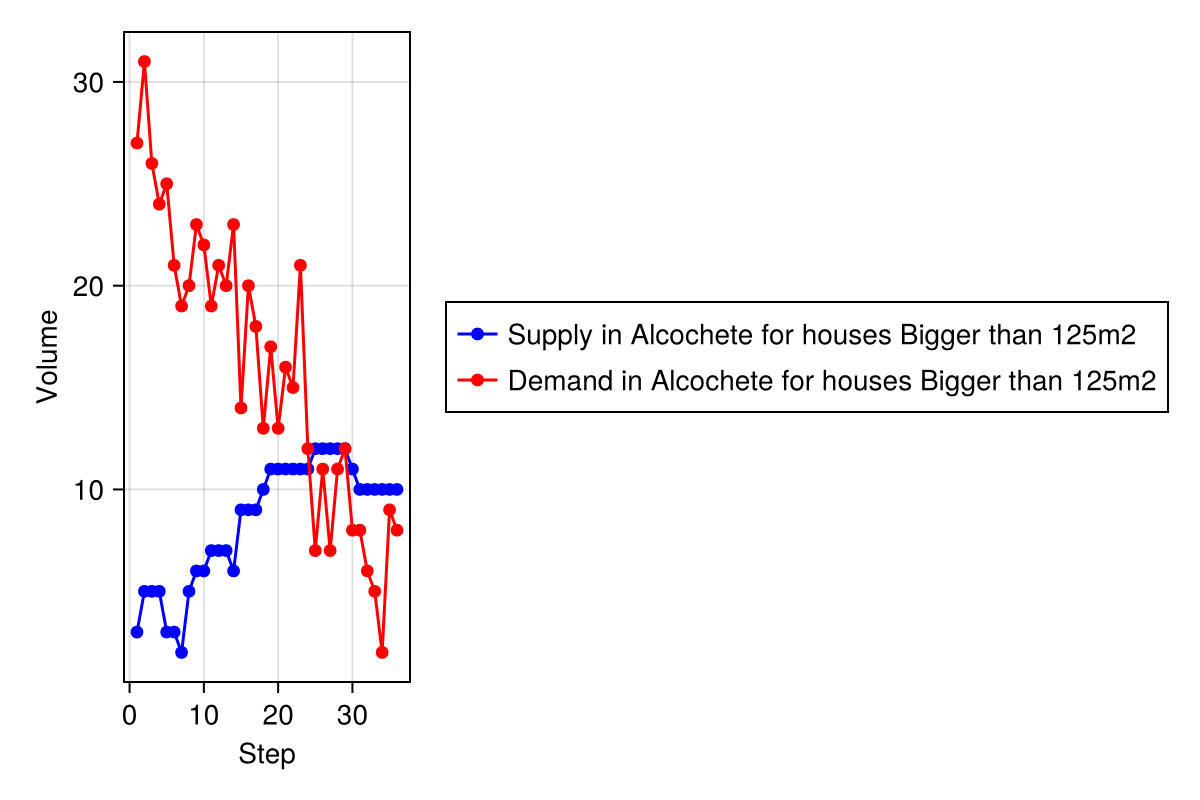 30
20
10
Volume
0 10 20 30
Step
Supply in Alcochete for houses Bigger than 125m2
Demand in Alcochete for houses Bigger than 125m2